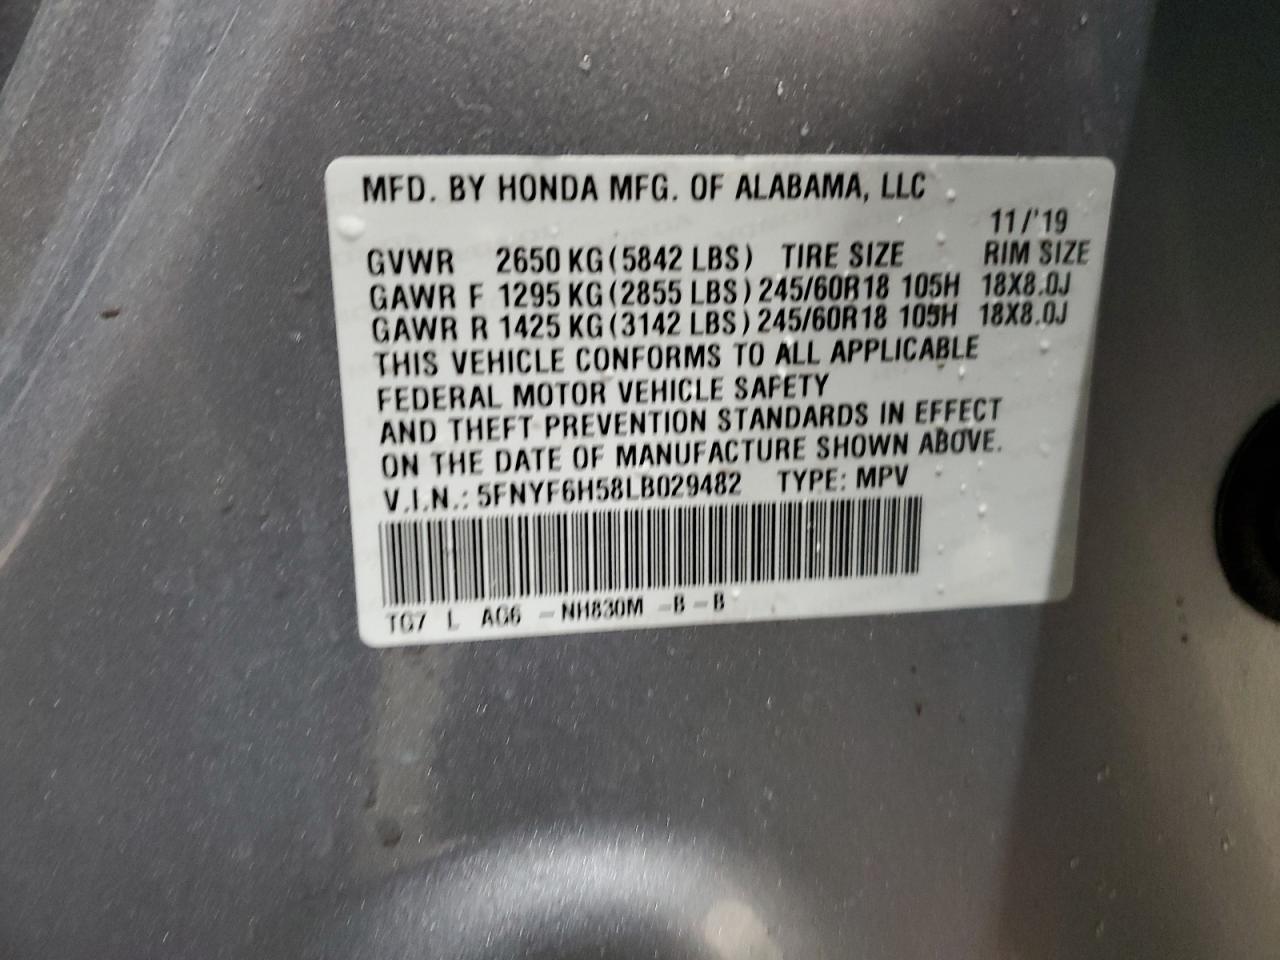 MFD. BY HONDA MFG. OF ALABAMA, LLC
11/'19
GVWR 2650 KG (5842 LBS) TIRE SIZE RIM SIZE
GAWR F 1295 KG (2855 LBS) 245/60R18 105H 18X8.0J
GAWR R 1425 KG (3142 LBS) 245/60R18 105H 18X8.0J
THIS VEHICLE CONFORMS TO ALL APPLICABLE
FEDERAL MOTOR VEHICLE SAFETY
AND THEFT PREVENTION STANDARDS IN EFFECT
ON THE DATE OF MANUFACTURE SHOWN ABOVE.
V.I.N.: 5FNYF6H58LB029482 TYPE: MPV
TG7 L AG6 - NH830M - B - B